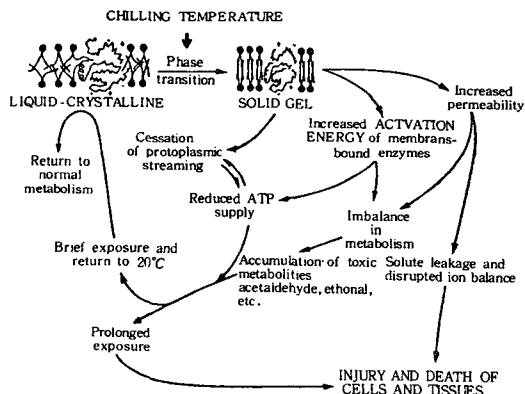 CHILLING TEMPERATURE
Phase
transition
LIQUID-CRYSTALLINE
SOLID GEL
Increased
permeability
Increased ACTVATION
ENERGY of membrans-
bound enzymes
Cessation
of protoplasmic
streaming
Return to
normal
metabolism
Reduced ATP
supply
Imbalance
in
metabolism
Brief exposure and
return to 20°C
Accumulation of toxic
metabolities
acetaldehyde, ethonal,
etc.
Solute leakage and
disrupted ion balance
Prolonged
exposure
INJURY AND DEATH OF
CELLS AND TISSUES